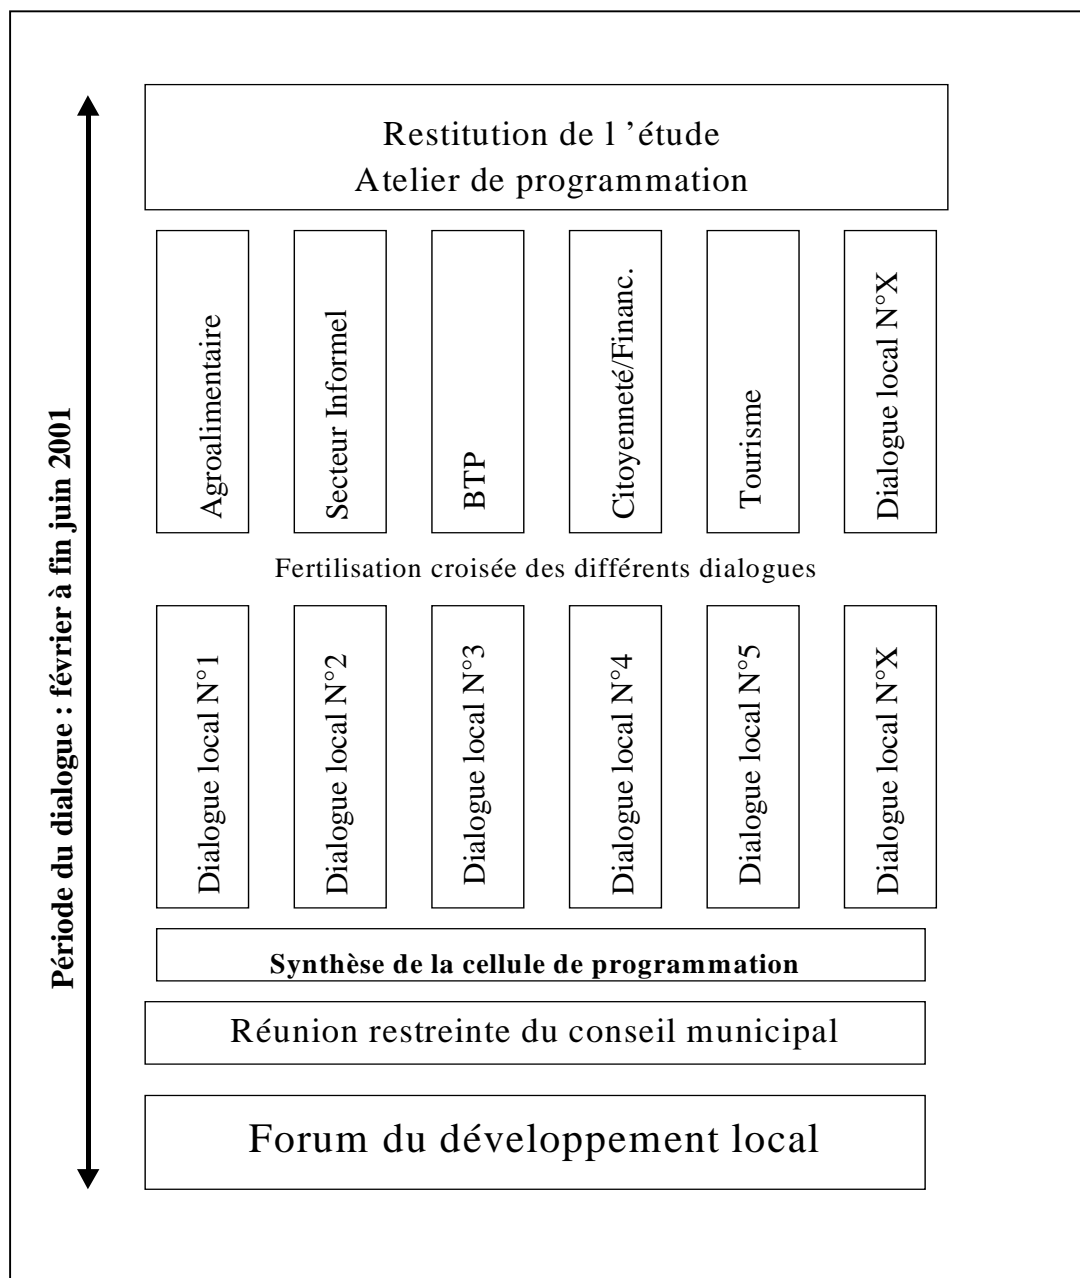 Restitution de l ’étude
Atelier de programmation
Période du dialogue : février à fin juin 2001
Agroalimentaire
Secteur Informel
BTP
Citoyenneté/Financ.
Tourisme
Dialogue local N°X
Fertilisation croisée des différents dialogues
Dialogue local N°1
Dialogue local N°2
Dialogue local N°3
Dialogue local N°4
Dialogue local N°5
Dialogue local N°X
Synthèse de la cellule de programmation
Réunion restreinte du conseil municipal
Forum du développement local